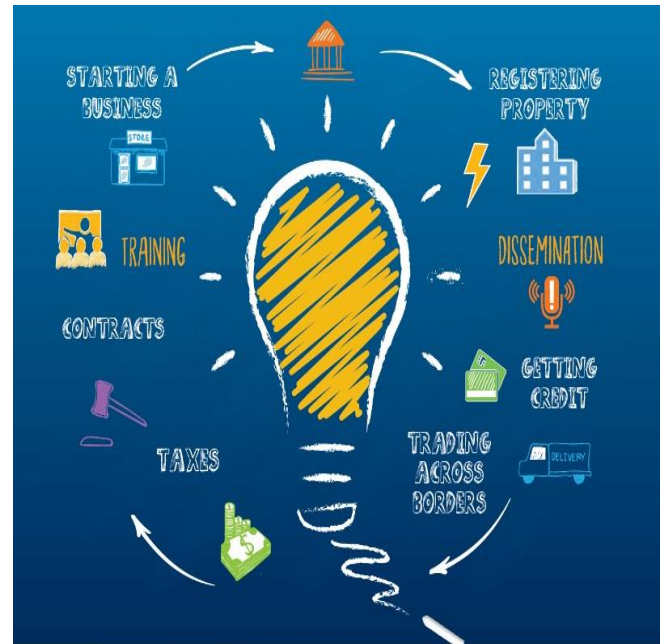 STARTING A
BUSINESS
STORE
REGISTERING
PROPERTY
TRAINING
DISSEMINATION
CONTRACTS
GETTING
CREDIT
TAXES
TRADING
ACROSS
BORDERS
DELIVERY
$